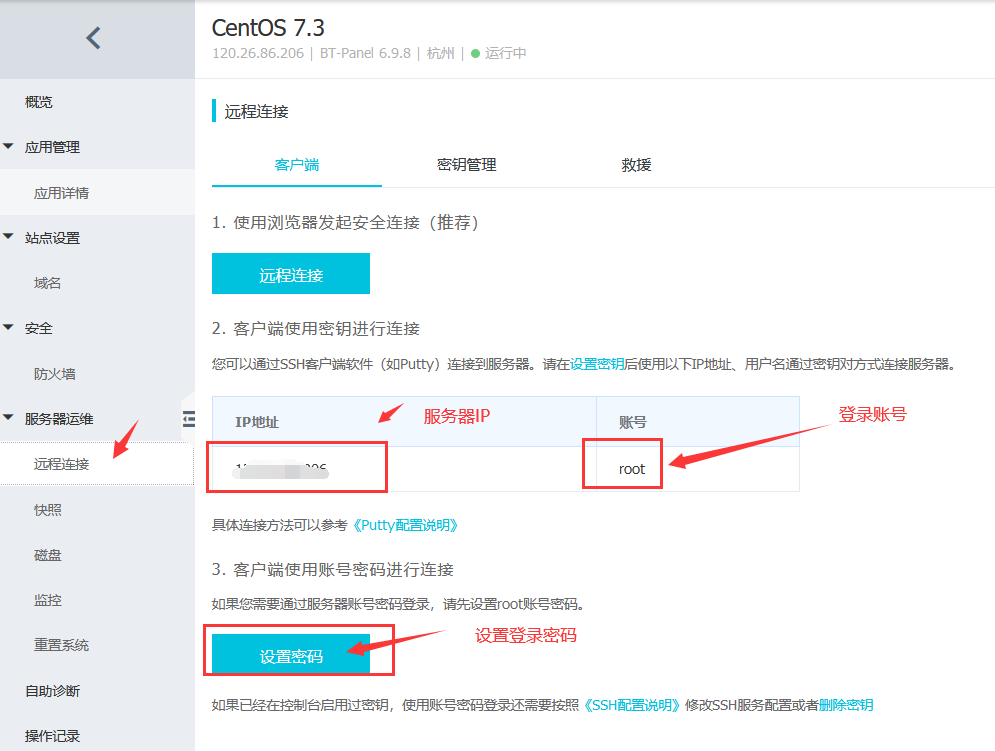 CentOS 7.3
120.26.86.206 | BT-Panel 6.9.8 | 杭州 | 运行中
概览
应用管理
应用详情
站点设置
域名
安全
防火墙
服务器运维
远程连接
快照
磁盘
监控
重置系统
自助诊断
操作记录
远程连接
客户端 密钥管理 救援
1. 使用浏览器发起安全连接（推荐）
远程连接
2. 客户端使用密钥进行连接
您可以通过SSH客户端软件（如Putty）连接到服务器。请在设置密钥后使用以下IP地址、用户名通过密钥对方式连接服务器。
IP地址 服务器IP 账号 登录账号
root
具体连接方法可以参考《Putty配置说明》
3. 客户端使用账号密码进行连接
如果您需要通过服务器账号密码登录，请先设置root账号密码。
设置密码 设置登录密码
如果已经在控制台启用过密钥，使用账号密码登录还需要按照《SSH配置说明》修改SSH服务配置或者删除密钥